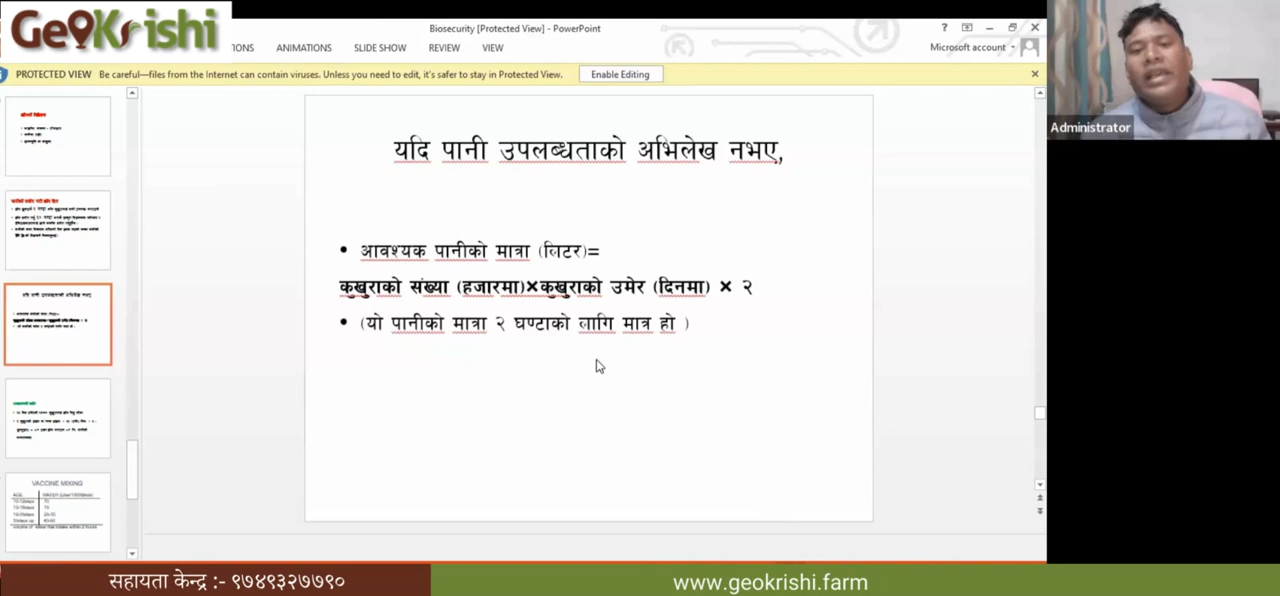 GeoKrishi
Biosecurity [Protected View] - PowerPoint
IONS ANIMATIONS SLIDE SHOW REVIEW VIEW
Microsoft account
PROTECTED VIEW Be careful—files from the Internet can contain viruses. Unless you need to edit, it's safer to stay in Protected View. Enable Editing
यदि पानी उपलब्धताको अभिलेख नभए,
• आवश्यक पानीको मात्रा (लिटर)=
कुखुराको संख्या (हजारमा)×कुखुराको उमेर (दिनमा) × २
• (यो पानीको मात्रा २ घण्टाको लागि मात्र हो )
VACCINE MIXING
Administrator
सहायता केन्द्र :- ९७४९३२७७९०
www.geokrishi.farm